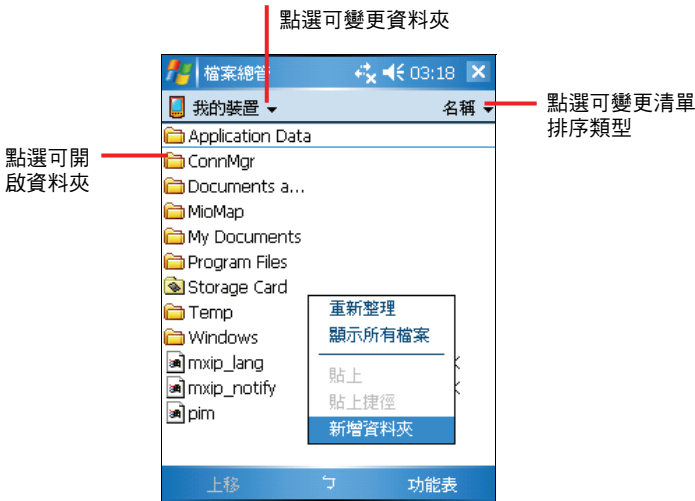 點選可變更資料夾
檔案總管 03:18
我的裝置 名稱
點選可變更清單
排序類型
點選可開
啟資料夾
Application Data
ConnMgr
Documents a...
MioMap
My Documents
Program Files
Storage Card
Temp
Windows
mxip_lang K
mxip_notify K
pim
重新整理
顯示所有檔案
貼上
貼上捷徑
新增資料夾
上移 功能表